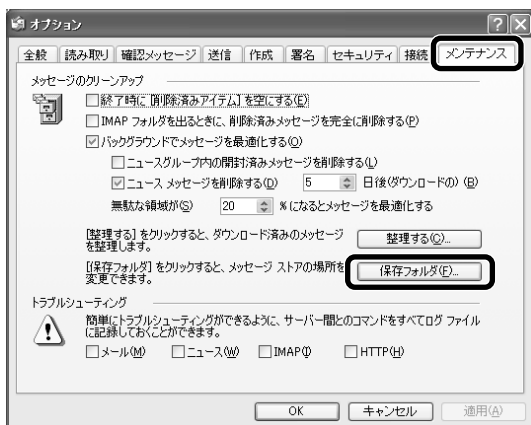 オプション
全般 読み取り 確認メッセージ 送信 作成 署名 セキュリティ 接続 メンテナンス
メッセージのクリーンアップ
終了時に [削除済みアイテム] を空にする(E)
IMAP フォルダを出るときに、削除済みメッセージを完全に削除する(P)
バックグラウンドでメッセージを最適化する(O)
ニュースグループ内の開封済みメッセージを削除する(L)
ニュース メッセージを削除する(D) 5 日後(ダウンロードの) (B)
無駄な領域が(S) 20 %になるとメッセージを最適化する
[整理する] をクリックすると、ダウンロード済みのメッセージ
を整理します。
整理する(C)...
[保存フォルダ] をクリックすると、メッセージ ストアの場所を
変更できます。
保存フォルダ(F)...
トラブルシューティング
簡単にトラブルシューティングができるように、サーバー間とのコマンドをすべてログ ファイル
に記録しておくことができます。
メール(M) ニュース(W) IMAP(I) HTTP(H)
OK キャンセル 適用(A)